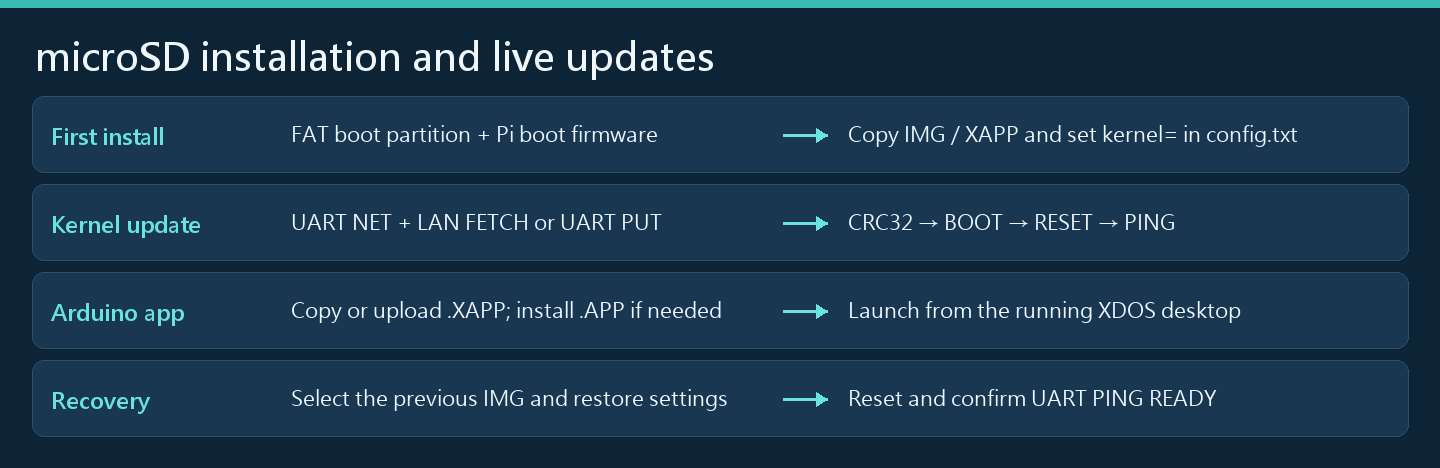 microSD installation and live updates
First install FAT boot partition + Pi boot firmware → Copy IMG / XAPP and set kernel= in config.txt
Kernel update UART NET + LAN FETCH or UART PUT → CRC32 → BOOT → RESET → PING
Arduino app Copy or upload .XAPP; install .APP if needed → Launch from the running XDOS desktop
Recovery Select the previous IMG and restore settings → Reset and confirm UART PING READY